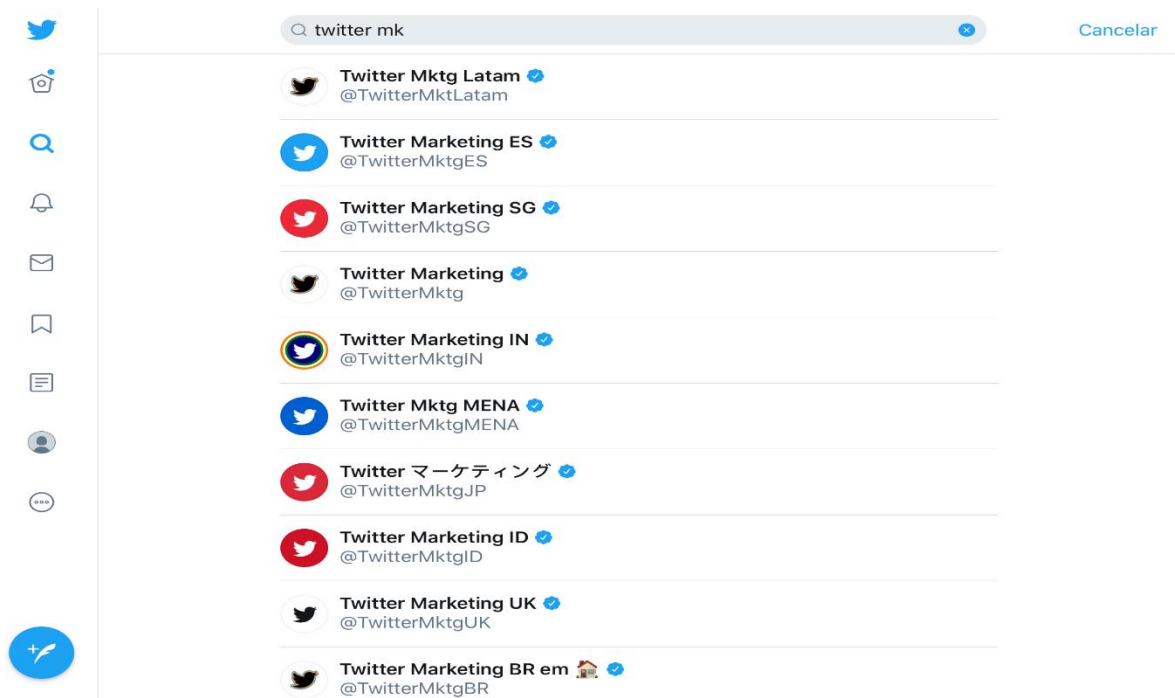 twitter mk
Cancelar
Twitter Mktg Latam
@TwitterMktLatam
Twitter Marketing ES
@TwitterMktgES
Twitter Marketing SG
@TwitterMktgSG
Twitter Marketing
@TwitterMktg
Twitter Marketing IN
@TwitterMktgIN
Twitter Mktg MENA
@TwitterMktgMENA
Twitter マーケティング
@TwitterMktgJP
Twitter Marketing ID
@TwitterMktgID
Twitter Marketing UK
@TwitterMktgUK
Twitter Marketing BR em 🏠
@TwitterMktgBR